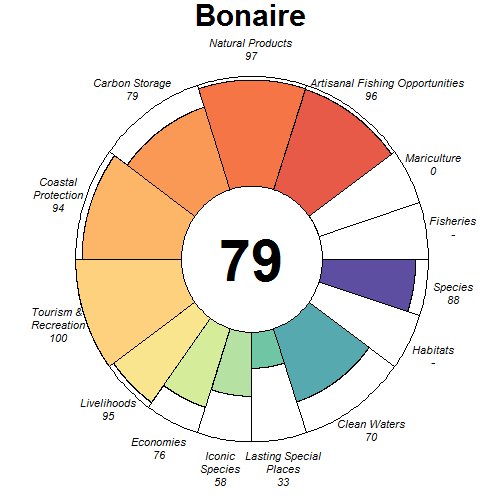 Bonaire
Natural Products
97
Carbon Storage
79
Artisanal Fishing Opportunities
96
Mariculture
0
Coastal
Protection
94
Fisheries
-
79
Species
88
Tourism &
Recreation
100
Habitats
-
Livelihoods
95
Clean Waters
70
Economies
76
Iconic
Species
58
Lasting Special
Places
33